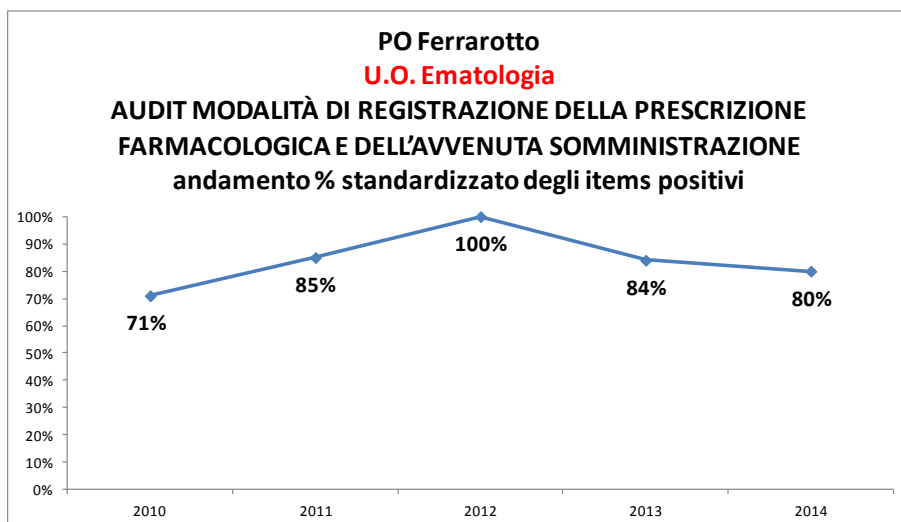 PO Ferrarotto
U.O. Ematologia
AUDIT MODALITÀ DI REGISTRAZIONE DELLA PRESCRIZIONE
FARMACOLOGICA E DELL’AVVENUTA SOMMINISTRAZIONE
andamento % standardizzato degli items positivi
100%
90%
80%
70%
60%
50%
40%
30%
20%
10%
0%
71%
85%
100%
84%
80%
2010 2011 2012 2013 2014